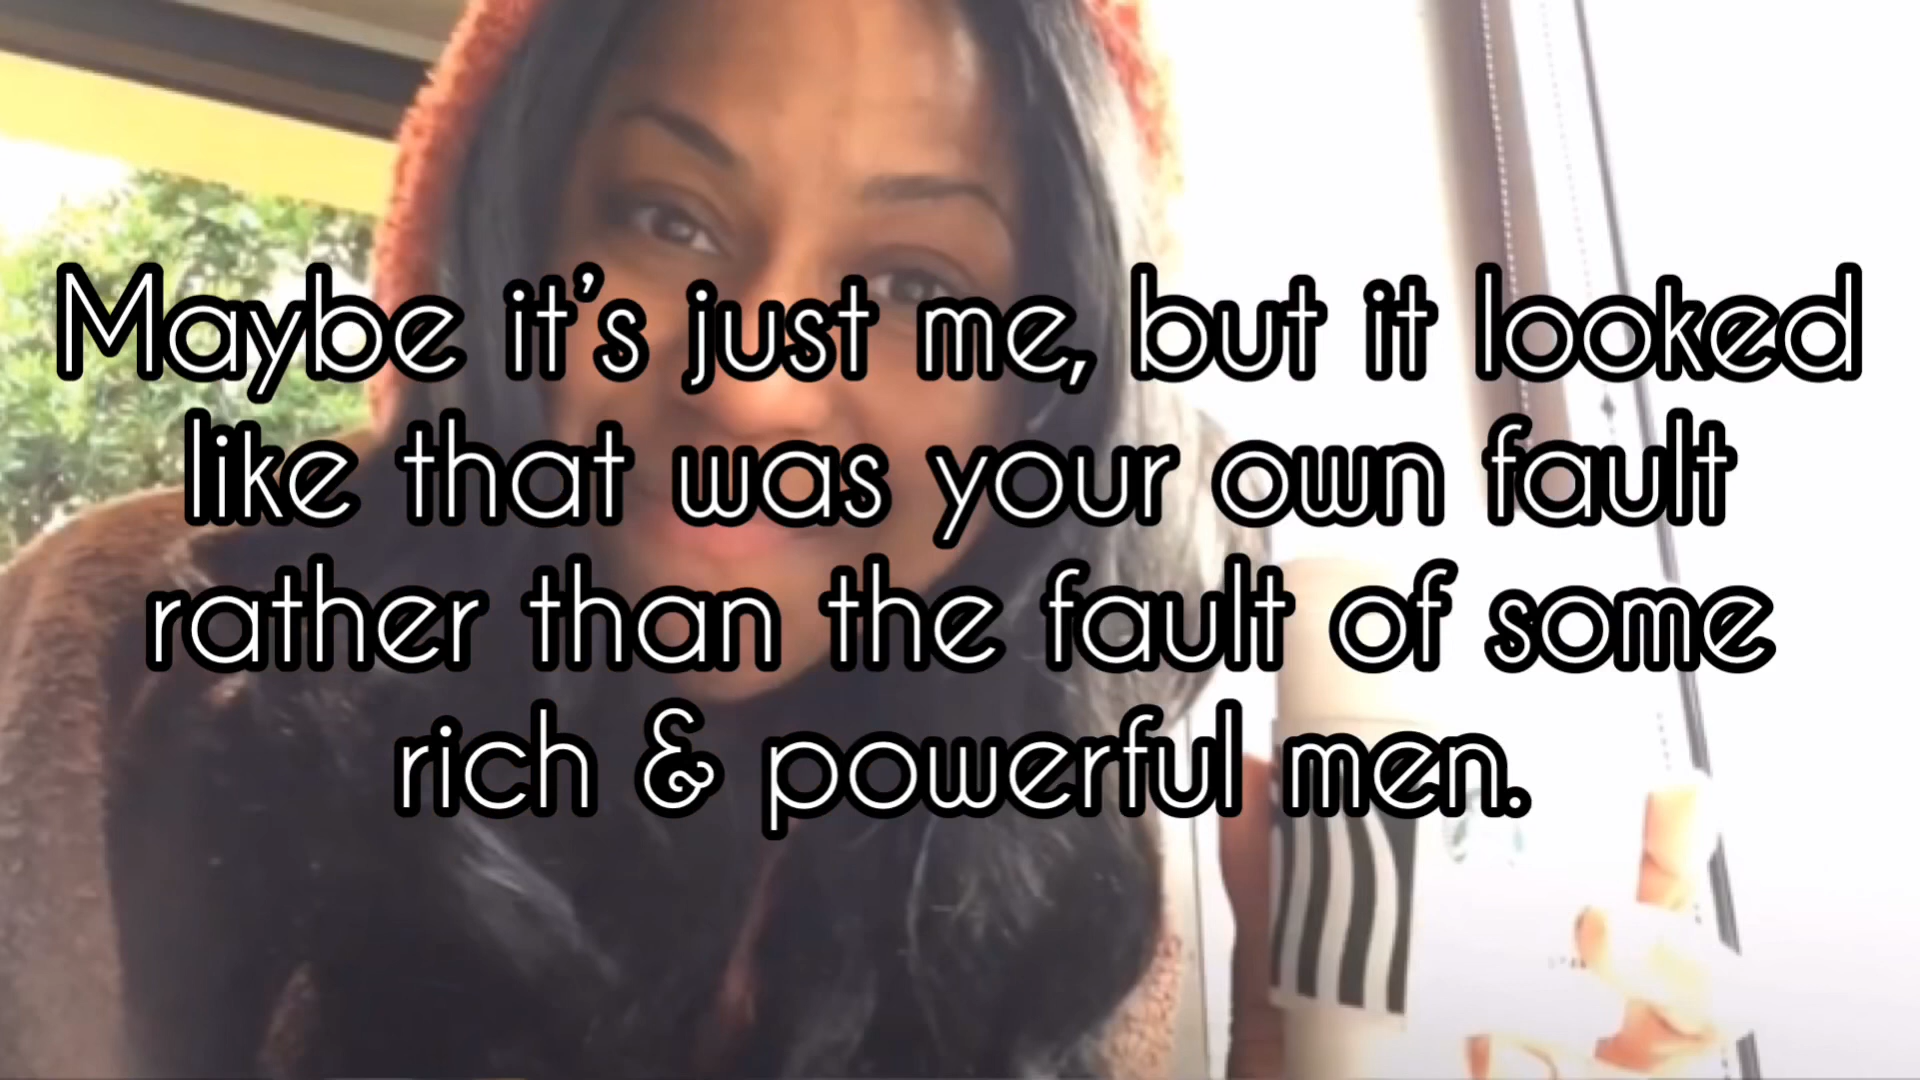 Maybe it's just me, but it looked
like that was your own fault
rather than the fault of some
rich & powerful men.